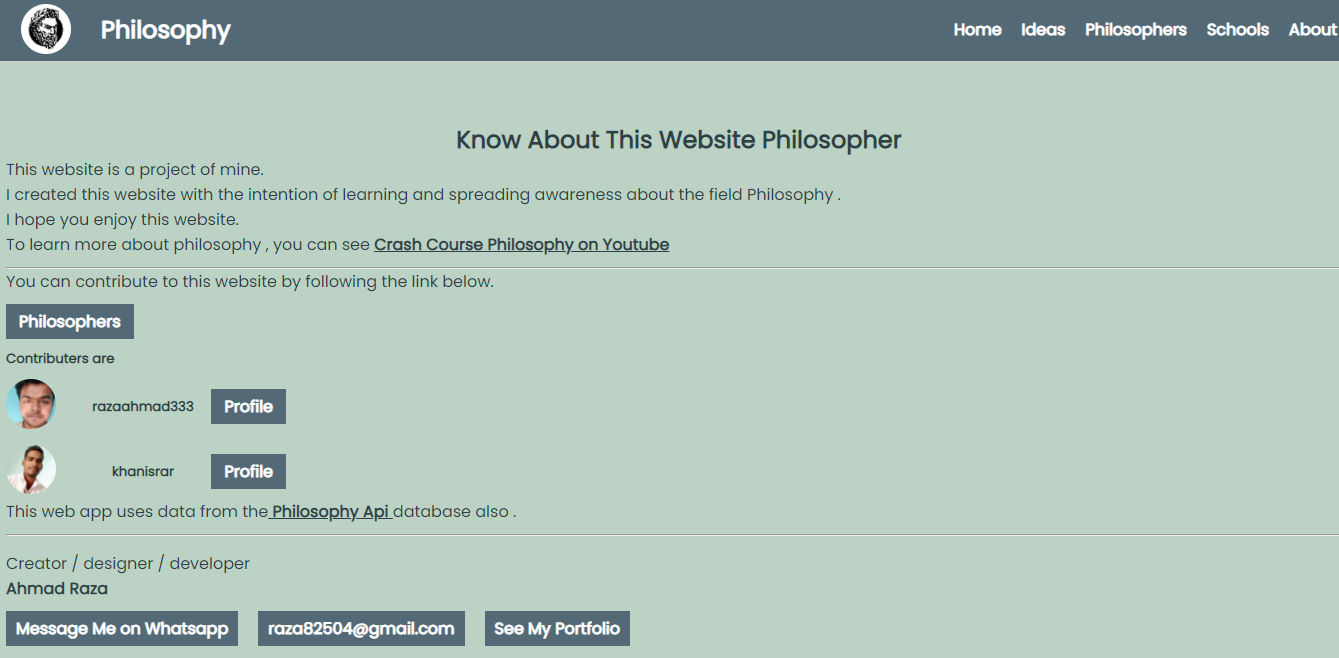 Philosophy Home Ideas Philosophers Schools About
Know About This Website Philosopher
This website is a project of mine.
I created this website with the intention of learning and spreading awareness about the field Philosophy .
I hope you enjoy this website.
To learn more about philosophy , you can see Crash Course Philosophy on Youtube
You can contribute to this website by following the link below.
Philosophers
Contributers are
razaahmad333 Profile
khanisrar Profile
This web app uses data from the Philosophy Api database also .
Creator / designer / developer
Ahmad Raza
Message Me on Whatsapp raza82504@gmail.com See My Portfolio